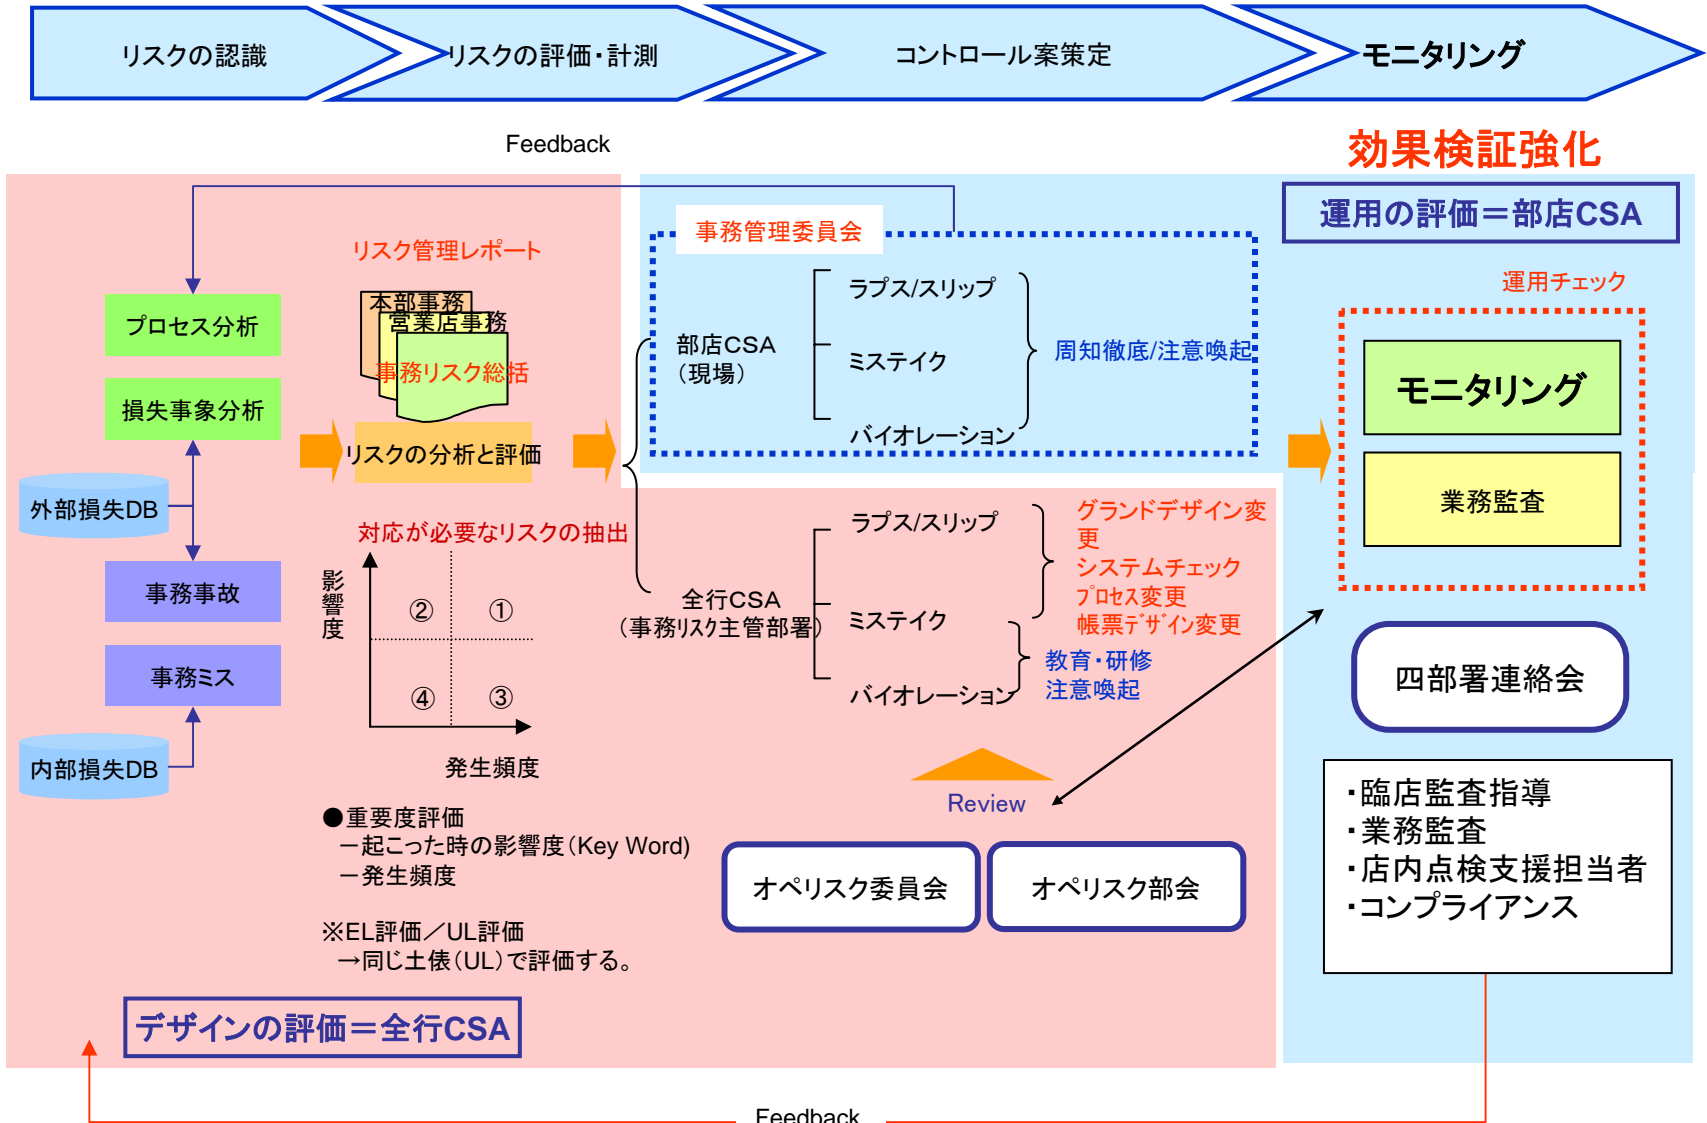 リスクの認識
リスクの評価・計測
コントロール案策定
モニタリング
Feedback
効果検証強化
運用の評価＝部店CSA
事務管理委員会
リスク管理レポート
本部事務
営業店事務
事務リスク総括
プロセス分析
損失事象分析
リスクの分析と評価
外部損失DB
事務事故
事務ミス
内部損失DB
対応が必要なリスクの抽出
影響度
②
①
④
③
発生頻度
●重要度評価
－起こった時の影響度（Key Word)
－発生頻度
※EL評価／UL評価
→同じ土俵（UL）で評価する。
デザインの評価＝全行CSA
部店CSA
（現場）
ラプス/スリップ
ミステイク
バイオレーション
周知徹底/注意喚起
全行CSA
（事務リスク主管部署）
ラプス/スリップ
ミステイク
バイオレーション
グランドデザイン変
更
システムチェック
プロセス変更
帳票デザイン変更
教育・研修
注意喚起
Review
オペリスク委員会
オペリスク部会
運用チェック
モニタリング
業務監査
四部署連絡会
・臨店監査指導
・業務監査
・店内点検支援担当者
・コンプライアンス
Feedback